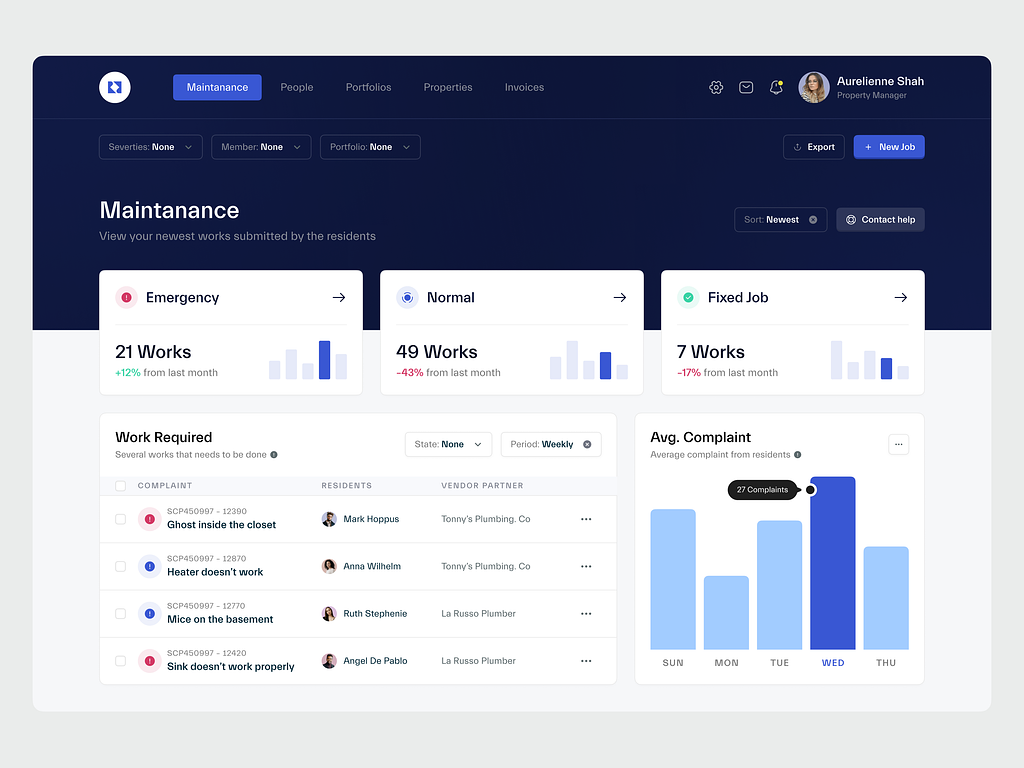 Maintanance
People
Portfolios
Properties
Invoices
Aurelienne Shah
Property Manager
Severties: None
Member: None
Portfolio: None
Export
+ New Job
Maintanance
View your newest works submitted by the residents
Sort: Newest
Contact help
Emergency
21 Works
+12% from last month
Normal
49 Works
-43% from last month
Fixed Job
7 Works
-17% from last month
Work Required
Several works that needs to be done
State: None
Period: Weekly
COMPLAINT
RESIDENTS
VENDOR PARTNER
SCP450997 - 12390
Ghost inside the closet
Mark Hoppus
Tonny's Plumbing. Co
SCP450997 - 12870
Heater doesn't work
Anna Wilhelm
Tonny's Plumbing. Co
SCP450997 - 12770
Mice on the basement
Ruth Stephenie
La Russo Plumber
SCP450997 - 12420
Sink doesn't work properly
Angel De Pablo
La Russo Plumber
Avg. Complaint
Average complaint from residents
27 Complaints
SUN
MON
TUE
WED
THU